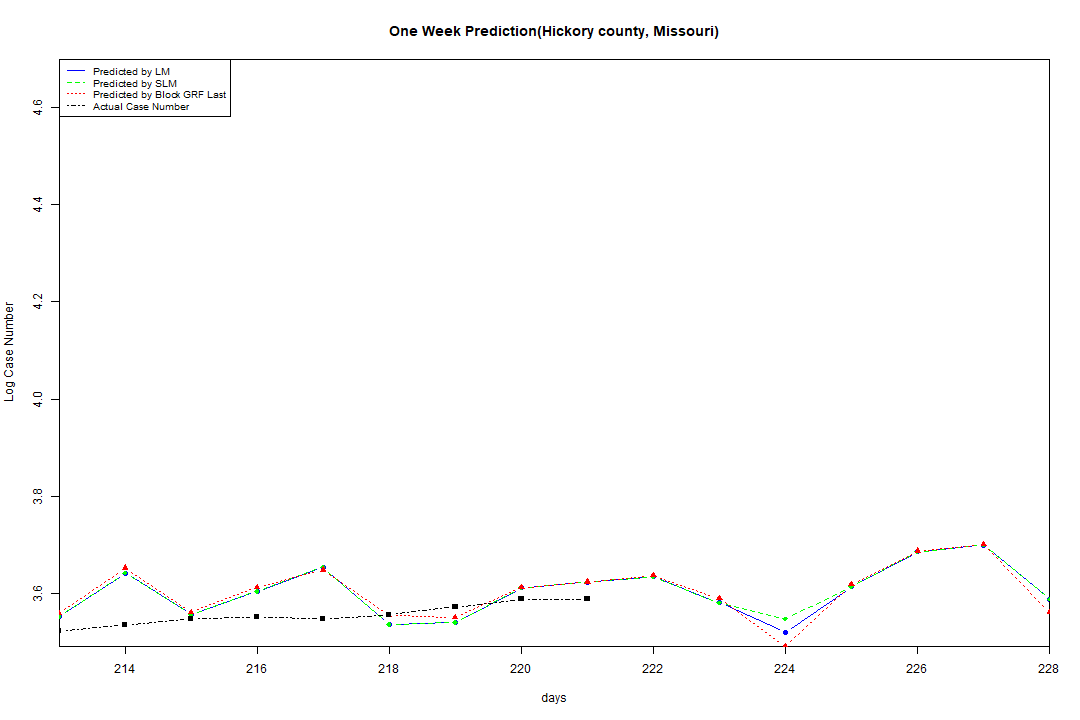 One Week Prediction(Hickory county, Missouri)
Predicted by LM
Predicted by SLM
Predicted by Block GRF Last
Actual Case Number
4.6
4.4
4.2
4.0
3.8
3.6
Log Case Number
214 216 218 220 222 224 226 228
days